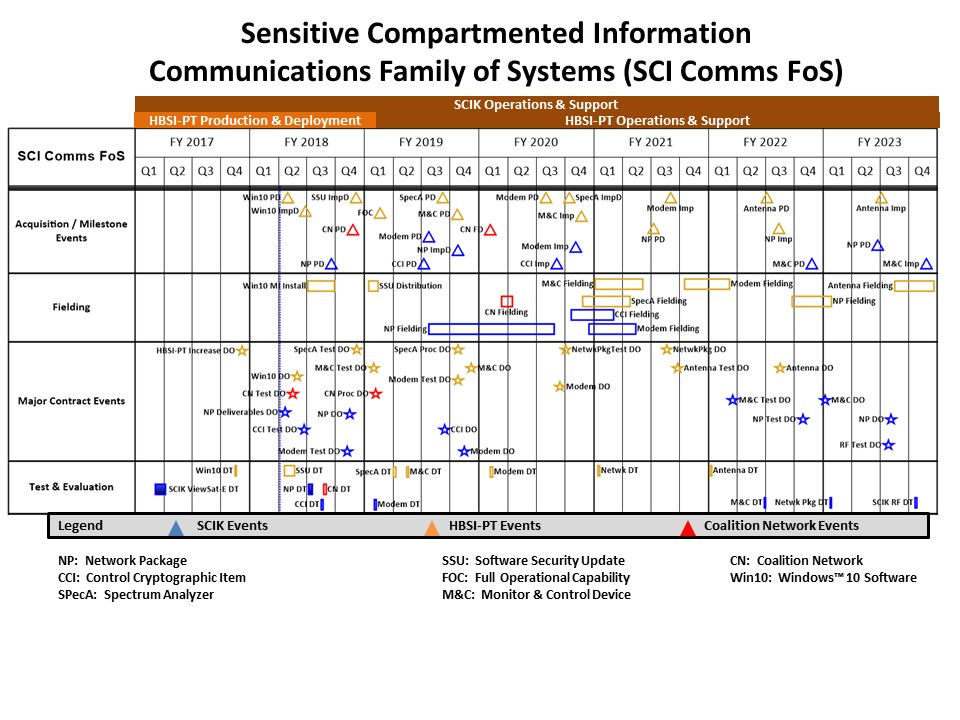 Sensitive Compartmented Information
Communications Family of Systems (SCI Comms FoS)
SCIK Operations & Support
HBSI-PT Production & Deployment HBSI-PT Operations & Support
SCI Comms FoS FY 2017 FY 2018 FY 2019 FY 2020 FY 2021 FY 2022 FY 2023
Q1 Q2 Q3 Q4 Q1 Q2 Q3 Q4 Q1 Q2 Q3 Q4 Q1 Q2 Q3 Q4 Q1 Q2 Q3 Q4 Q1 Q2 Q3 Q4 Q1 Q2 Q3 Q4
Acquisition / Milestone
Events
Win10 PD SSU ImpD SpecA PD Modem PD SpecA ImpD
Win10 ImpD FOC M&C PD M&C Imp Modem Imp Antenna PD Antenna Imp
CN PD Modem PD CN FD NP PD NP Imp
NP ImpD Modem Imp NP PD
NP PD CCI PD CCI Imp M&C PD M&C Imp
Fielding
Win10 Mi Install SSU Distribution M&C Fielding Modem Fielding Antenna Fielding
CN Fielding SpecA Fielding NP Fielding
CCI Fielding
NP Fielding Modem Fielding
Major Contract Events
HBSI-PT Increase DO SpecA Test DO SpecA Proc DO NetwkPkgTest DO NetwkPkg DO
M&C Test DO M&C DO Antenna Test DO Antenna DO
Win10 DO Modem Test DO Modem DO
CN Test DO CN Proc DO M&C Test DO M&C DO
NP Deliverables DO NP DO NP Test DO NP DO
CCI Test DO CCI DO
Modem Test DO Modem DO RF Test DO
Test & Evaluation
Win10 DT SSU DT SpecA DT M&C DT Modem DT Netwk DT Antenna DT
SCIK ViewSat-E DT NP DT CN DT
CCI DT Modem DT M&C DT Netwk Pkg DT SCIK RF DT
Legend SCIK Events HBSI-PT Events Coalition Network Events
NP: Network Package SSU: Software Security Update CN: Coalition Network
CCI: Control Cryptographic Item FOC: Full Operational Capability Win10: Windows™ 10 Software
SPecA: Spectrum Analyzer M&C: Monitor & Control Device